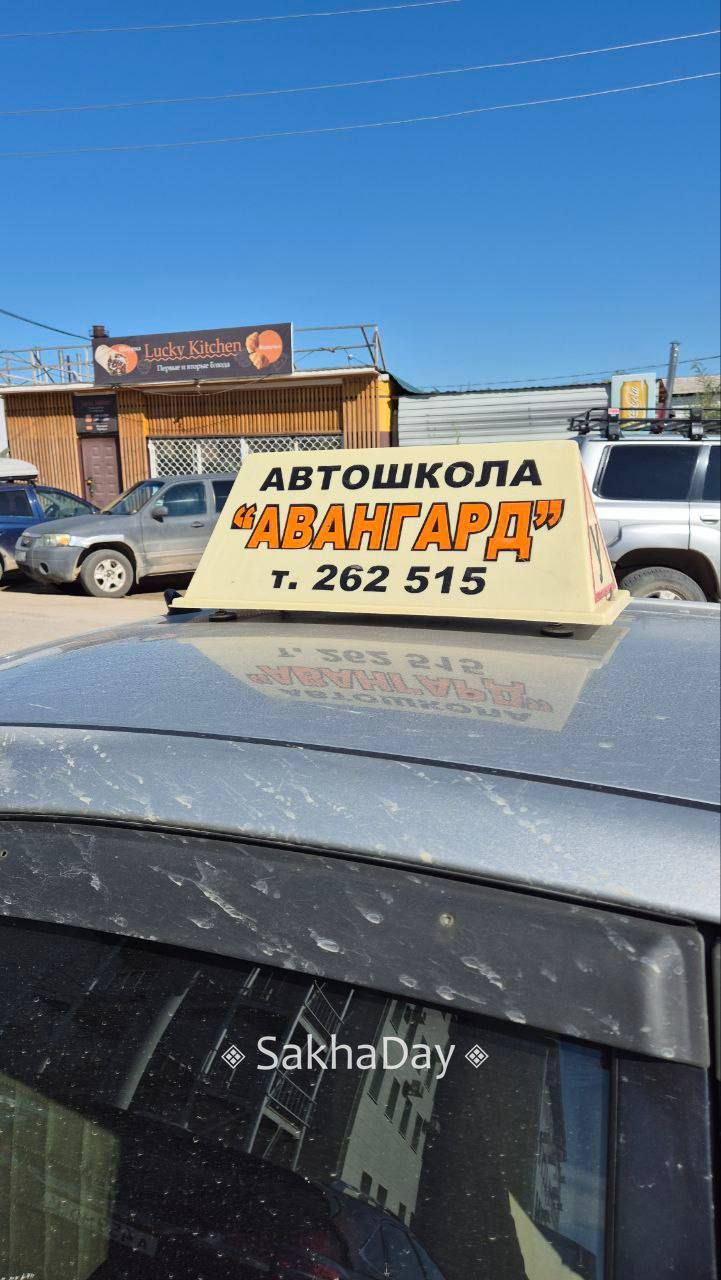 Lucky Kitchen
Первые и вторые блюда
АВТОШКОЛА
“АВАНГАРД”
т. 262 515
У
SakhaDay